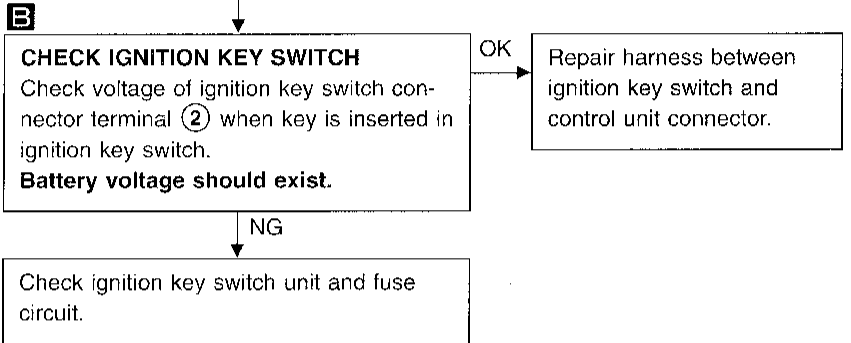 B
CHECK IGNITION KEY SWITCH
Check voltage of ignition key switch con-
nector terminal ② when key is inserted in
ignition key switch.
Battery voltage should exist.
OK
Repair harness between
ignition key switch and
control unit connector.
NG
Check ignition key switch unit and fuse
circuit.